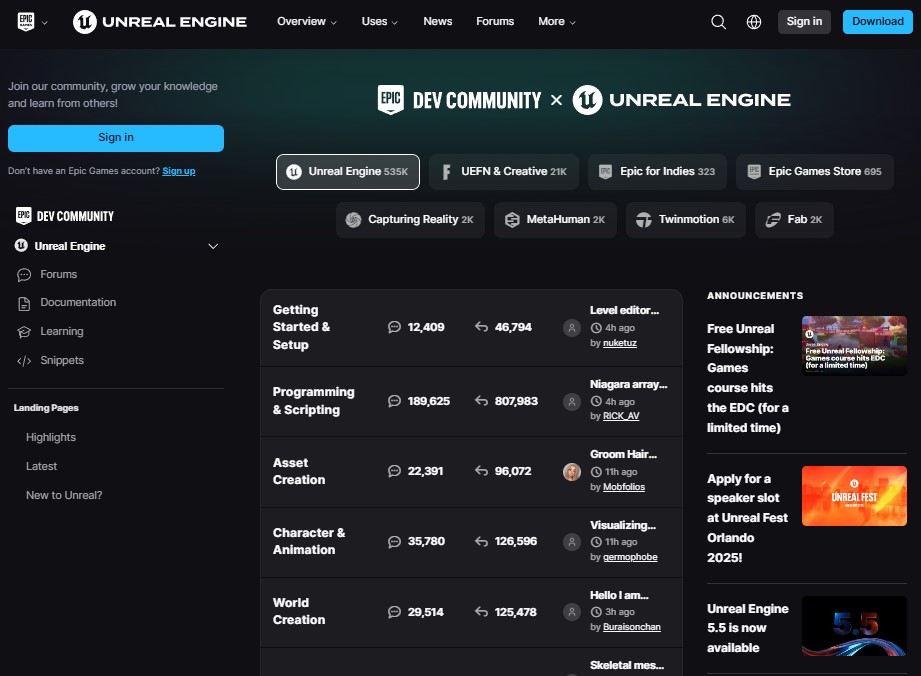 EPIC GAMES
UNREAL ENGINE
Overview
Uses
News
Forums
More
Sign in
Download
Join our community, grow your knowledge
and learn from others!
Sign in
Don't have an Epic Games account? Sign up
EPIC DEV COMMUNITY
Unreal Engine
Forums
Documentation
Learning
Snippets
Landing Pages
Highlights
Latest
New to Unreal?
EPIC DEV COMMUNITY × UNREAL ENGINE
Unreal Engine 535K
UEFN & Creative 21K
Epic for Indies 323
Epic Games Store 695
Capturing Reality 2K
MetaHuman 2K
Twinmotion 6K
Fab 2K
Getting
Started &
Setup
12,409
46,794
Level editor...
4h ago
by nuketuz
Programming
& Scripting
189,625
807,983
Niagara array...
4h ago
by RICK_AV
Asset
Creation
22,391
96,072
Groom Hair...
11h ago
by Mobfolios
Character &
Animation
35,780
126,596
Visualizing...
11h ago
by germophobe
World
Creation
29,514
125,478
Hello I am...
3h ago
by Buraisonchan
Skeletal mes...
ANNOUNCEMENTS
Free Unreal
Fellowship:
Games
course hits
the EDC (for a
limited time)
Free Unreal Fellowship:
Games course hits the EDC
(for a limited time)
Apply for a
speaker slot
at Unreal Fest
Orlando
2025!
UNREAL FEST
Unreal Engine
5.5 is now
available
5.5